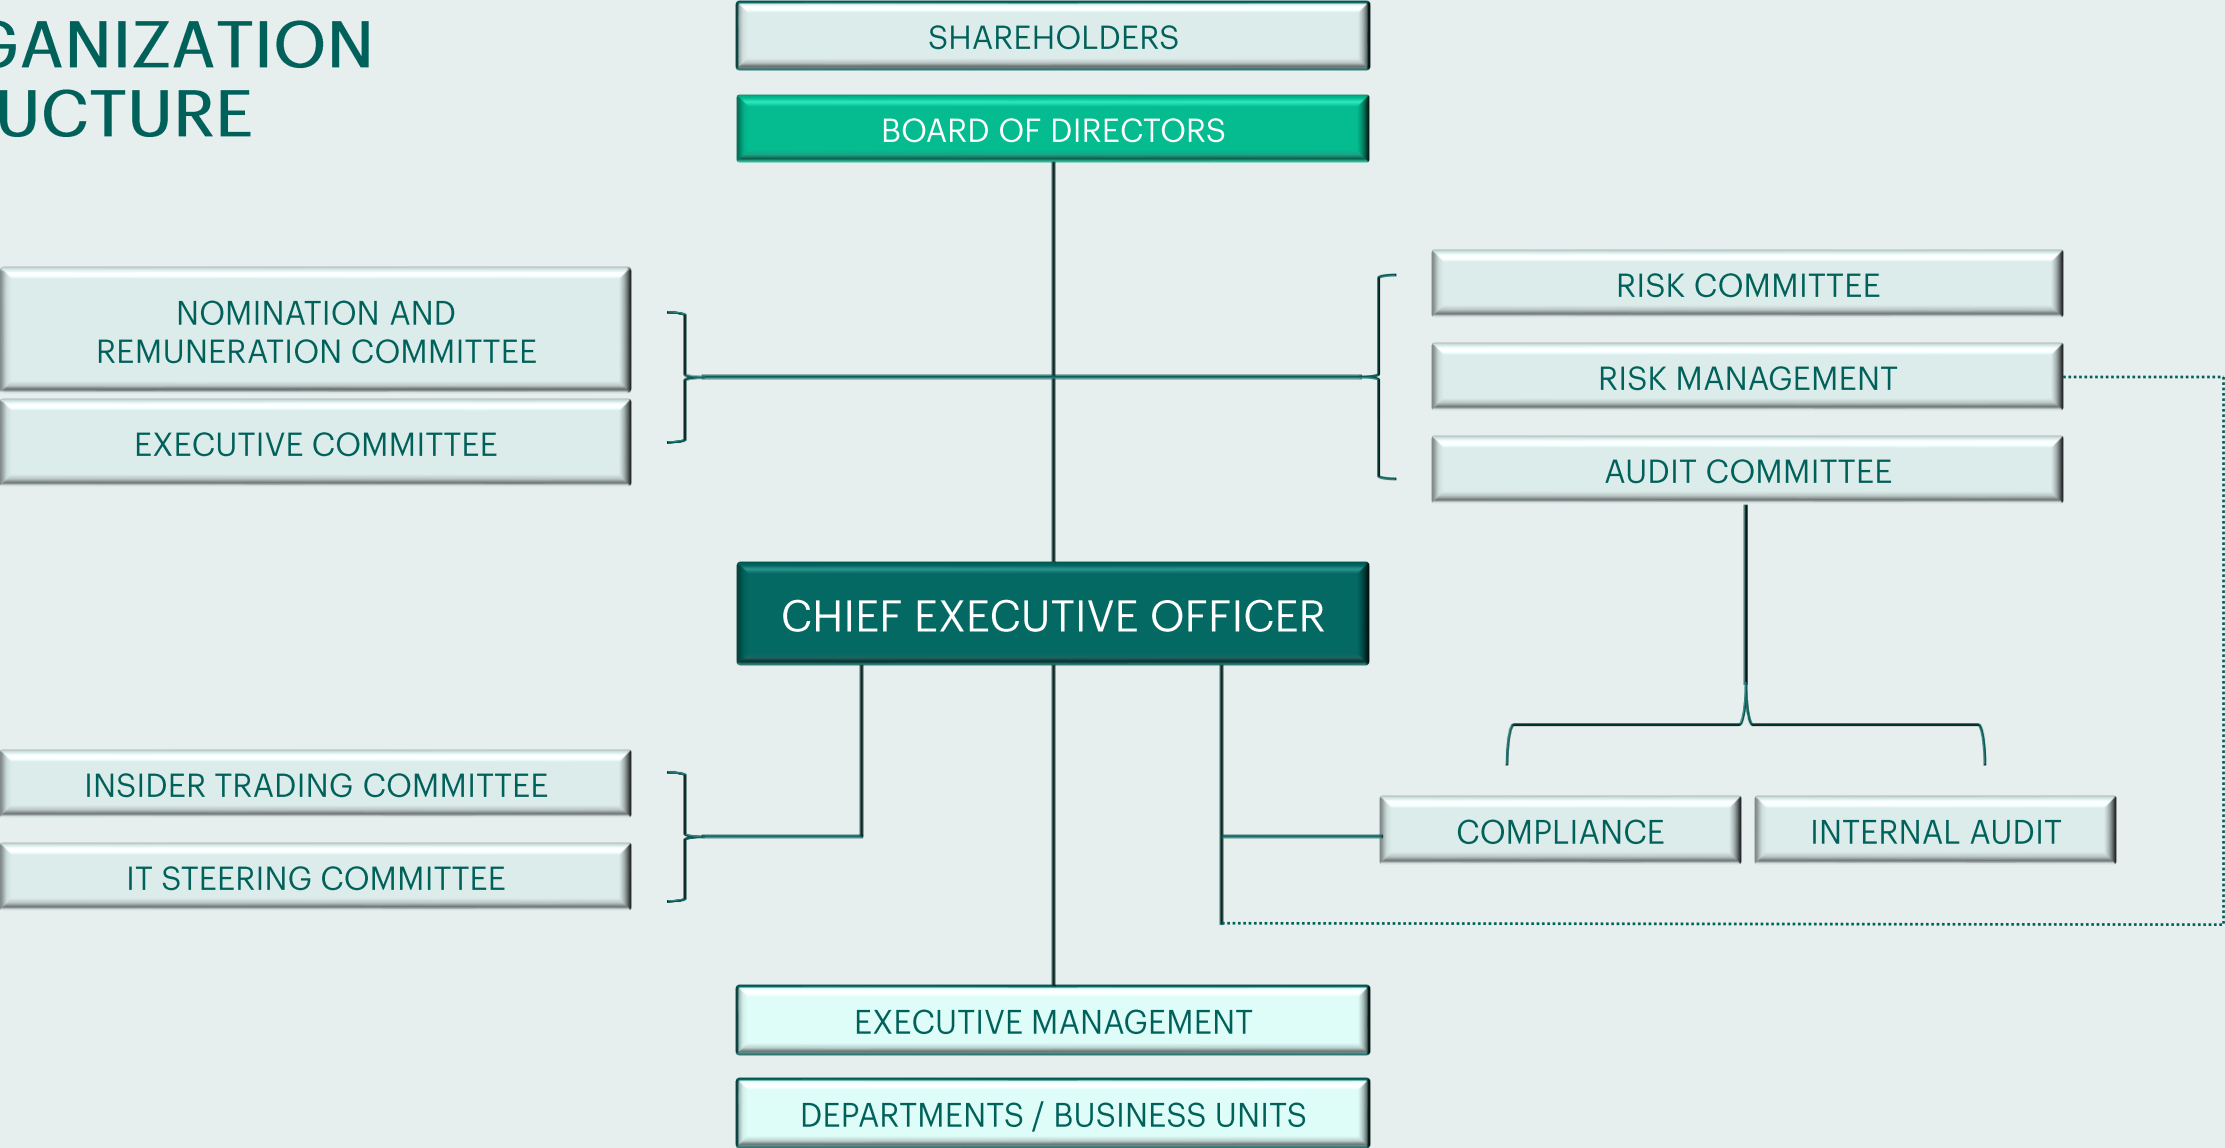 GANIZATION
UCTURE
SHAREHOLDERS
BOARD OF DIRECTORS
NOMINATION AND
REMUNERATION COMMITTEE
EXECUTIVE COMMITTEE
RISK COMMITTEE
RISK MANAGEMENT
AUDIT COMMITTEE
CHIEF EXECUTIVE OFFICER
INSIDER TRADING COMMITTEE
IT STEERING COMMITTEE
COMPLIANCE
INTERNAL AUDIT
EXECUTIVE MANAGEMENT
DEPARTMENTS / BUSINESS UNITS